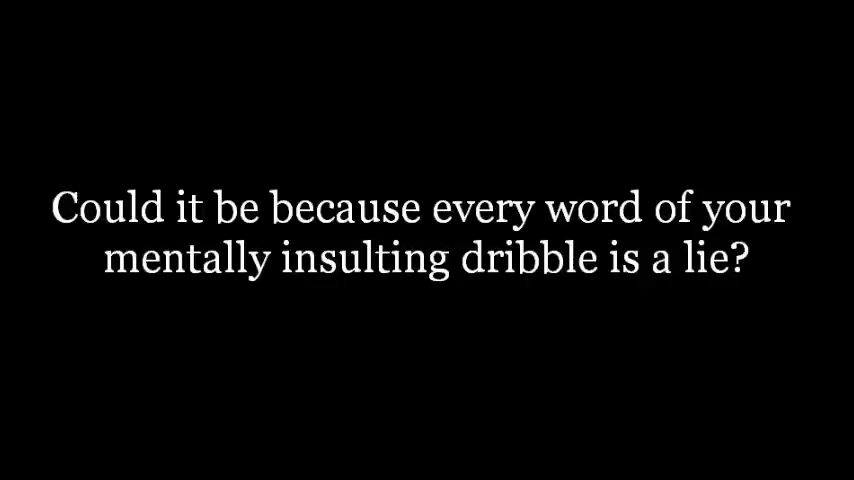 Could it be because every word of your
mentally insulting dribble is a lie?